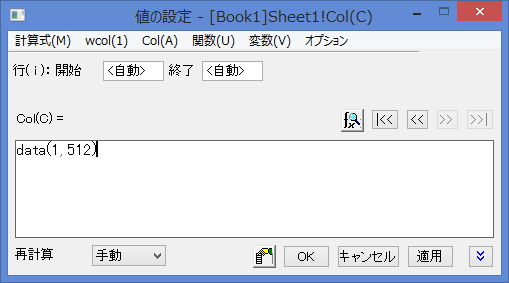 値の設定 - [Book1]Sheet1!Col(C)
計算式(M) wcol(1) Col(A) 関数(U) 変数(V) オプション
行(i): 開始 <自動> 終了 <自動>
Col(C) = |<< << >> >>|
data(1,512)
再計算 手動 OK キャンセル 適用